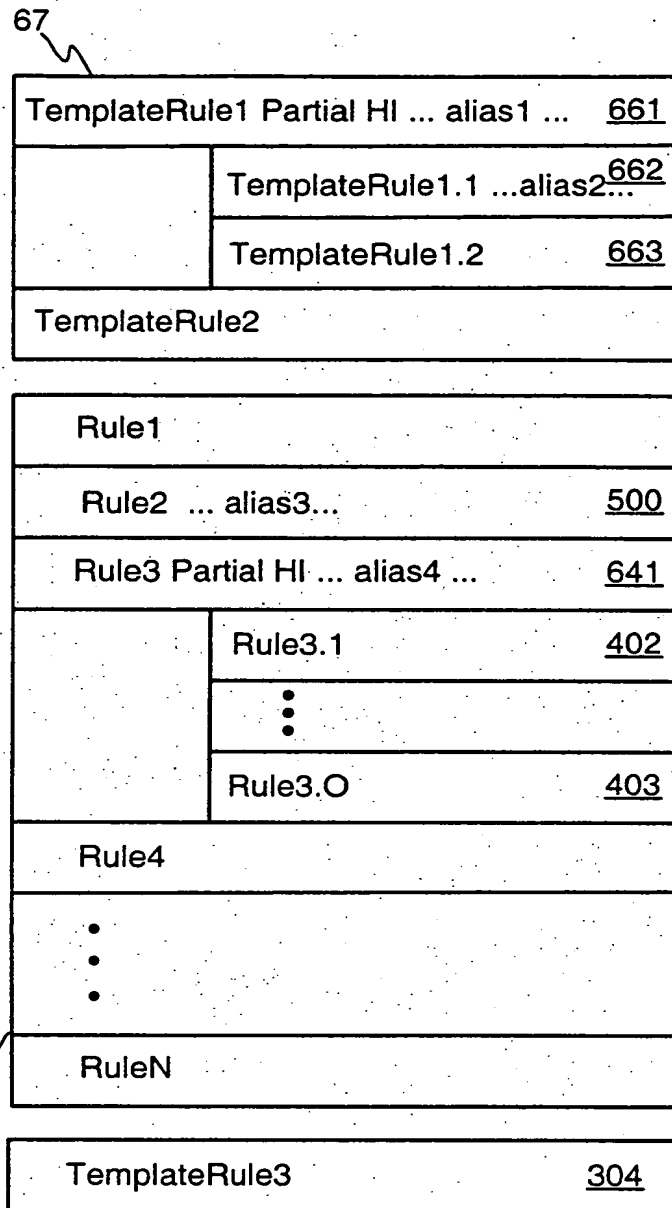 67
TemplateRule1 Partial HI ... alias1 ... 661
TemplateRule1.1 ...alias2... 662
TemplateRule1.2 663
TemplateRule2
Rule1
Rule2 ... alias3... 500
Rule3 Partial HI ... alias4 ... 641
Rule3.1 402
Rule3.O 403
Rule4
RuleN
TemplateRule3 304